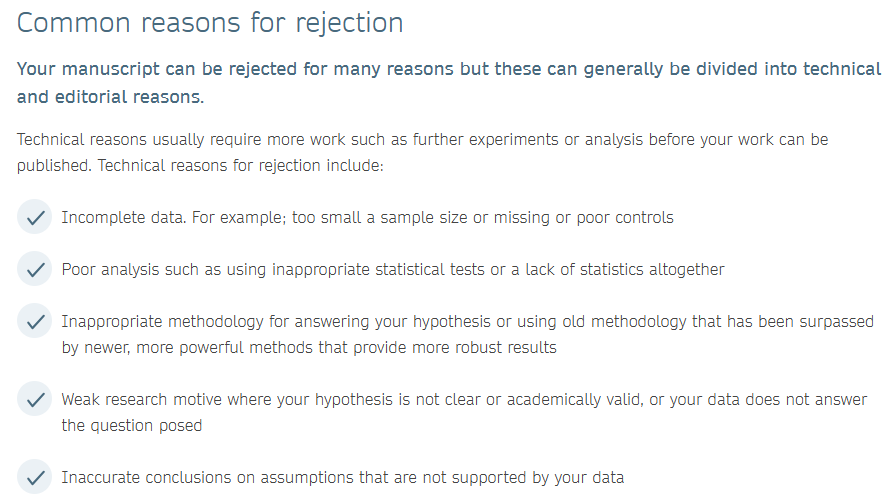 Common reasons for rejection
Your manuscript can be rejected for many reasons but these can generally be divided into technical
and editorial reasons.
Technical reasons usually require more work such as further experiments or analysis before your work can be
published. Technical reasons for rejection include:
Incomplete data. For example; too small a sample size or missing or poor controls
Poor analysis such as using inappropriate statistical tests or a lack of statistics altogether
Inappropriate methodology for answering your hypothesis or using old methodology that has been surpassed
by newer, more powerful methods that provide more robust results
Weak research motive where your hypothesis is not clear or academically valid, or your data does not answer
the question posed
Inaccurate conclusions on assumptions that are not supported by your data